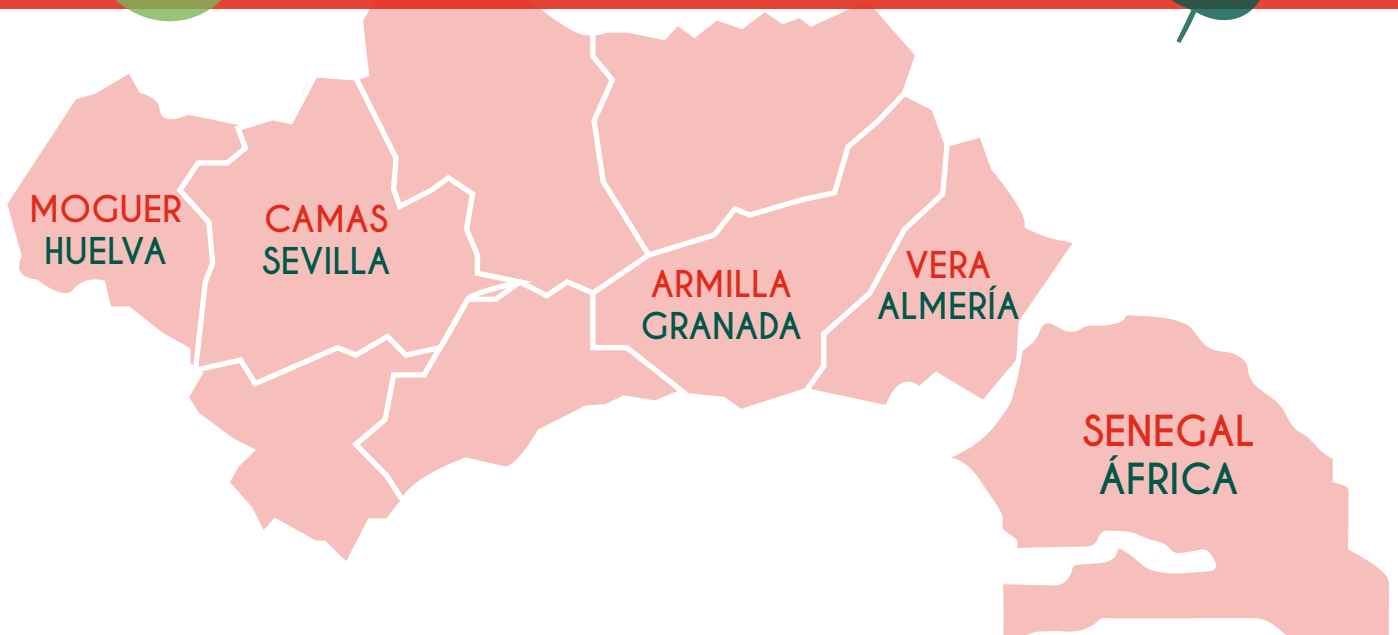 MOGUER
HUELVA
CAMAS
SEVILLA
ARMILLA
GRANADA
VERA
ALMERÍA
SENEGAL
ÁFRICA